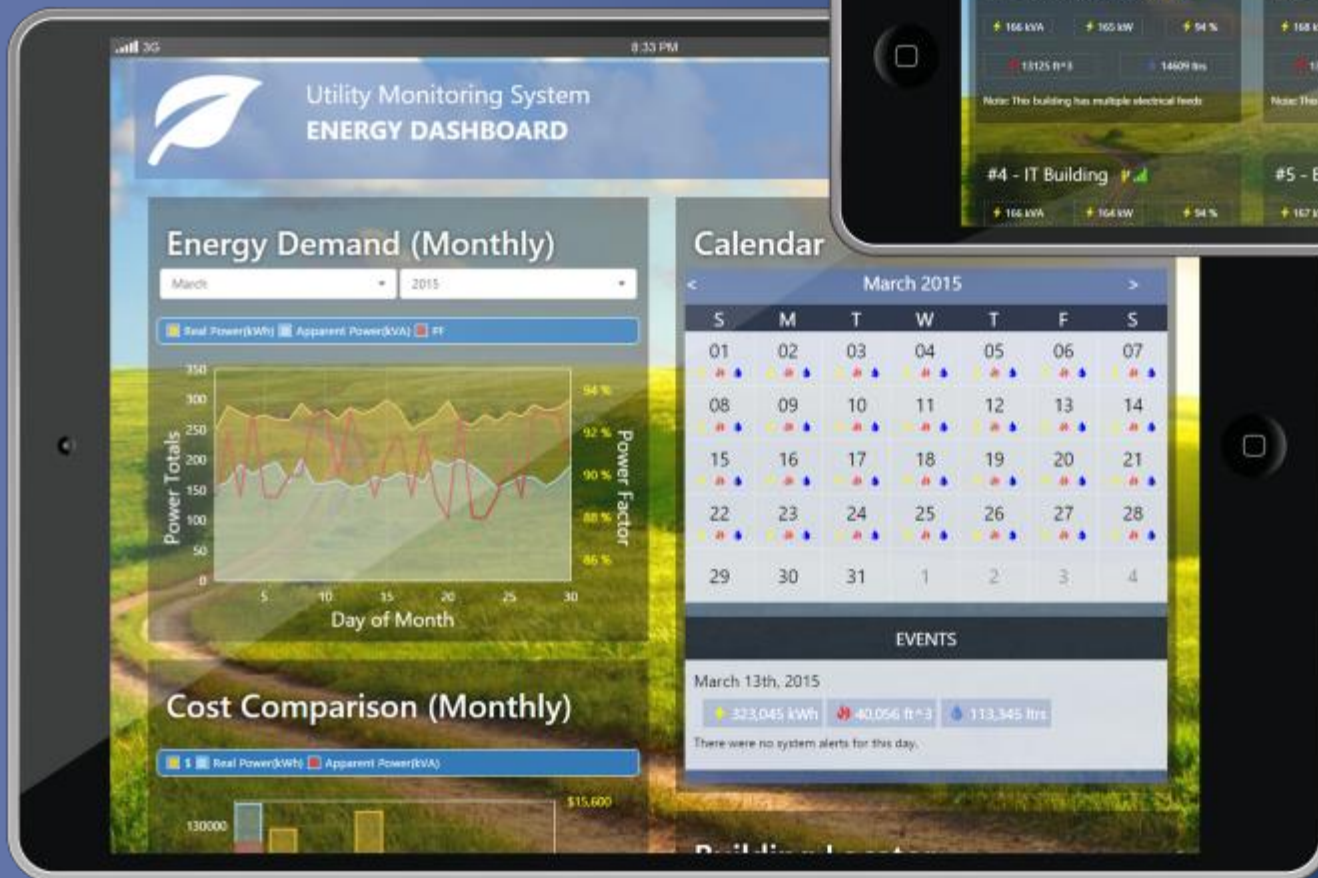 3G
8:33 PM
Utility Monitoring System
ENERGY DASHBOARD
Energy Demand (Monthly)
March
2015
Real Power(kWh) Apparent Power(kVA) PF
350
300
250
200
150
100
50
0
Power Totals
94 %
92 %
90 %
88 %
86 %
Power Factor
5 10 15 20 25 30
Day of Month
Cost Comparison (Monthly)
$ Real Power(kWh) Apparent Power(kVA)
130000
$15,600
Calendar
< March 2015 >
S M T W T F S
01 02 03 04 05 06 07
08 09 10 11 12 13 14
15 16 17 18 19 20 21
22 23 24 25 26 27 28
29 30 31 1 2 3 4
EVENTS
March 13th, 2015
323,045 kWh 40,056 ft^3 113,345 ltrs
There were no system alerts for this day.
166 kVA 165 kW 94 %
13125 ft^3 14609 ltrs
Note: This building has multiple electrical feeds
#4 - IT Building
166 kVA 164 kW 94 %
168
Note: This
#5 -
167